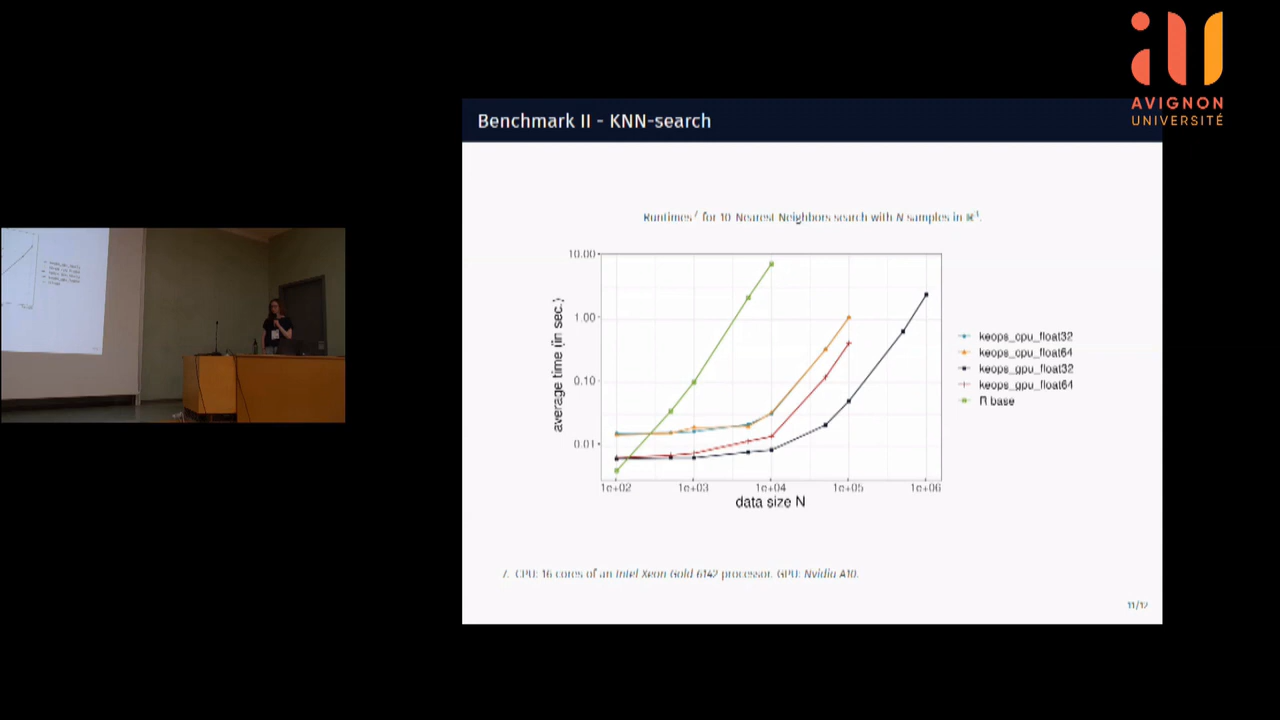 AVIGNON
UNIVERSITÉ
Benchmark II - KNN-search
Runtimes 7 for 10 Nearest Neighbors search with N samples in ℝ³.
10.00
1.00
0.10
0.01
average time (in sec.)
1e+02 1e+03 1e+04 1e+05 1e+06
data size N
keops_cpu_float32
keops_cpu_float64
keops_gpu_float32
keops_gpu_float64
R base
7. CPU: 16 cores of an Intel Xeon Gold 6142 processor. GPU: Nvidia A10.
11/12